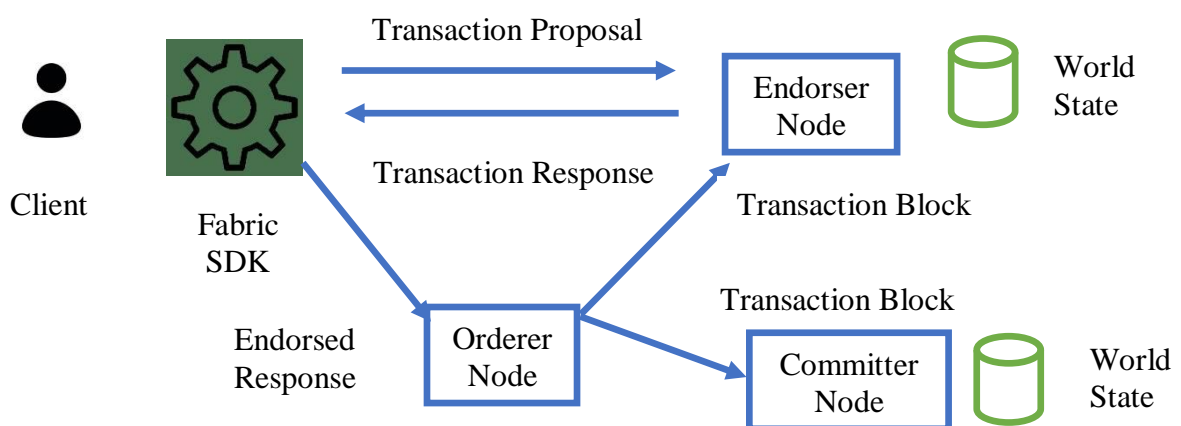 Transaction Proposal
Client
Fabric
SDK
Transaction Response
Endorser
Node
World
State
Transaction Block
Endorsed
Response
Orderer
Node
Transaction Block
Committer
Node
World
State